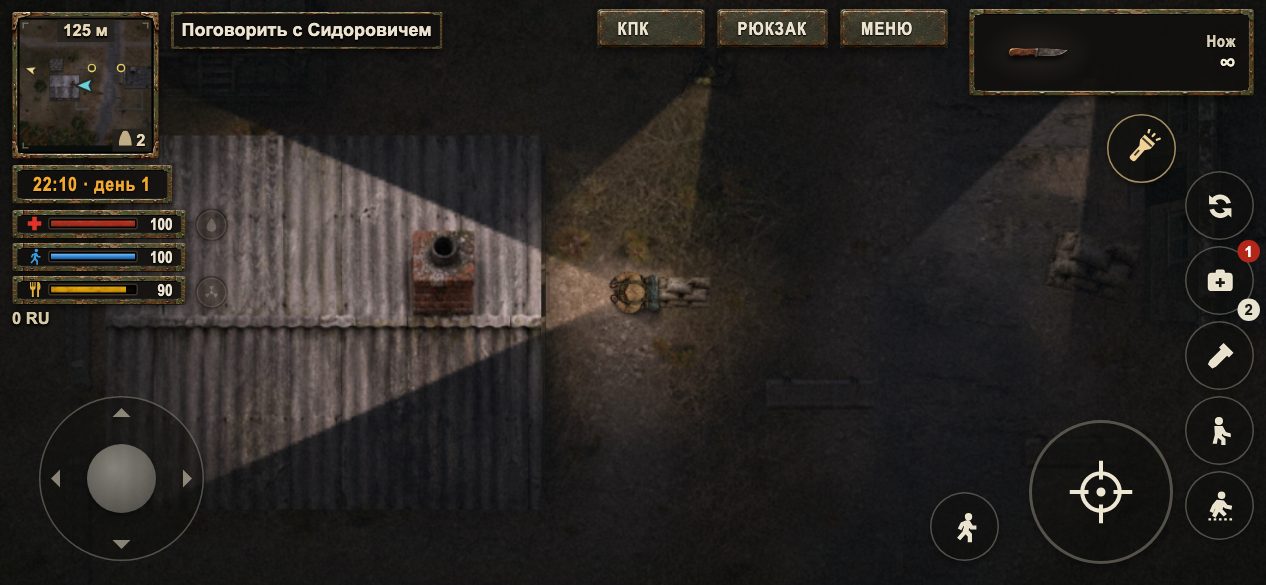 125 м
Поговорить с Сидоровичем
КПК
РЮКЗАК
МЕНЮ
Нож
∞
2
22:10 · день 1
100
100
90
0 RU
1
2